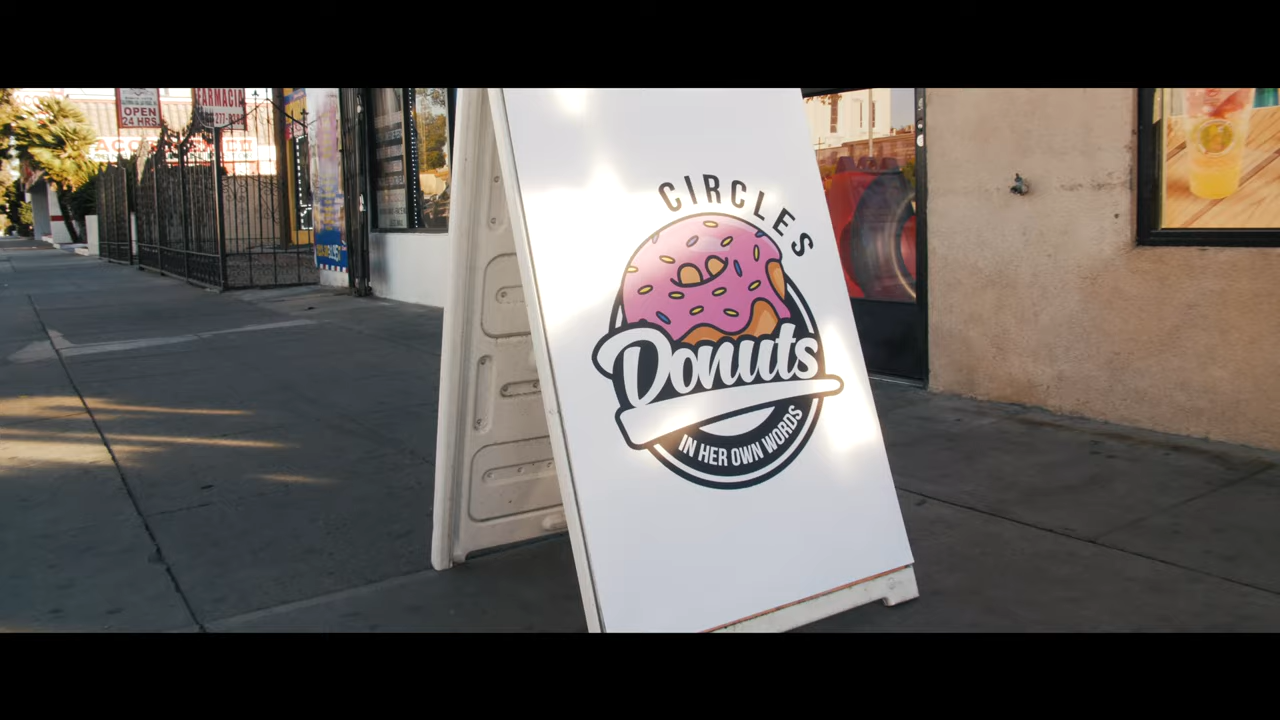 OPEN
24 HRS
FARMACIA
CIRCLES
Donuts
IN HER OWN WORDS